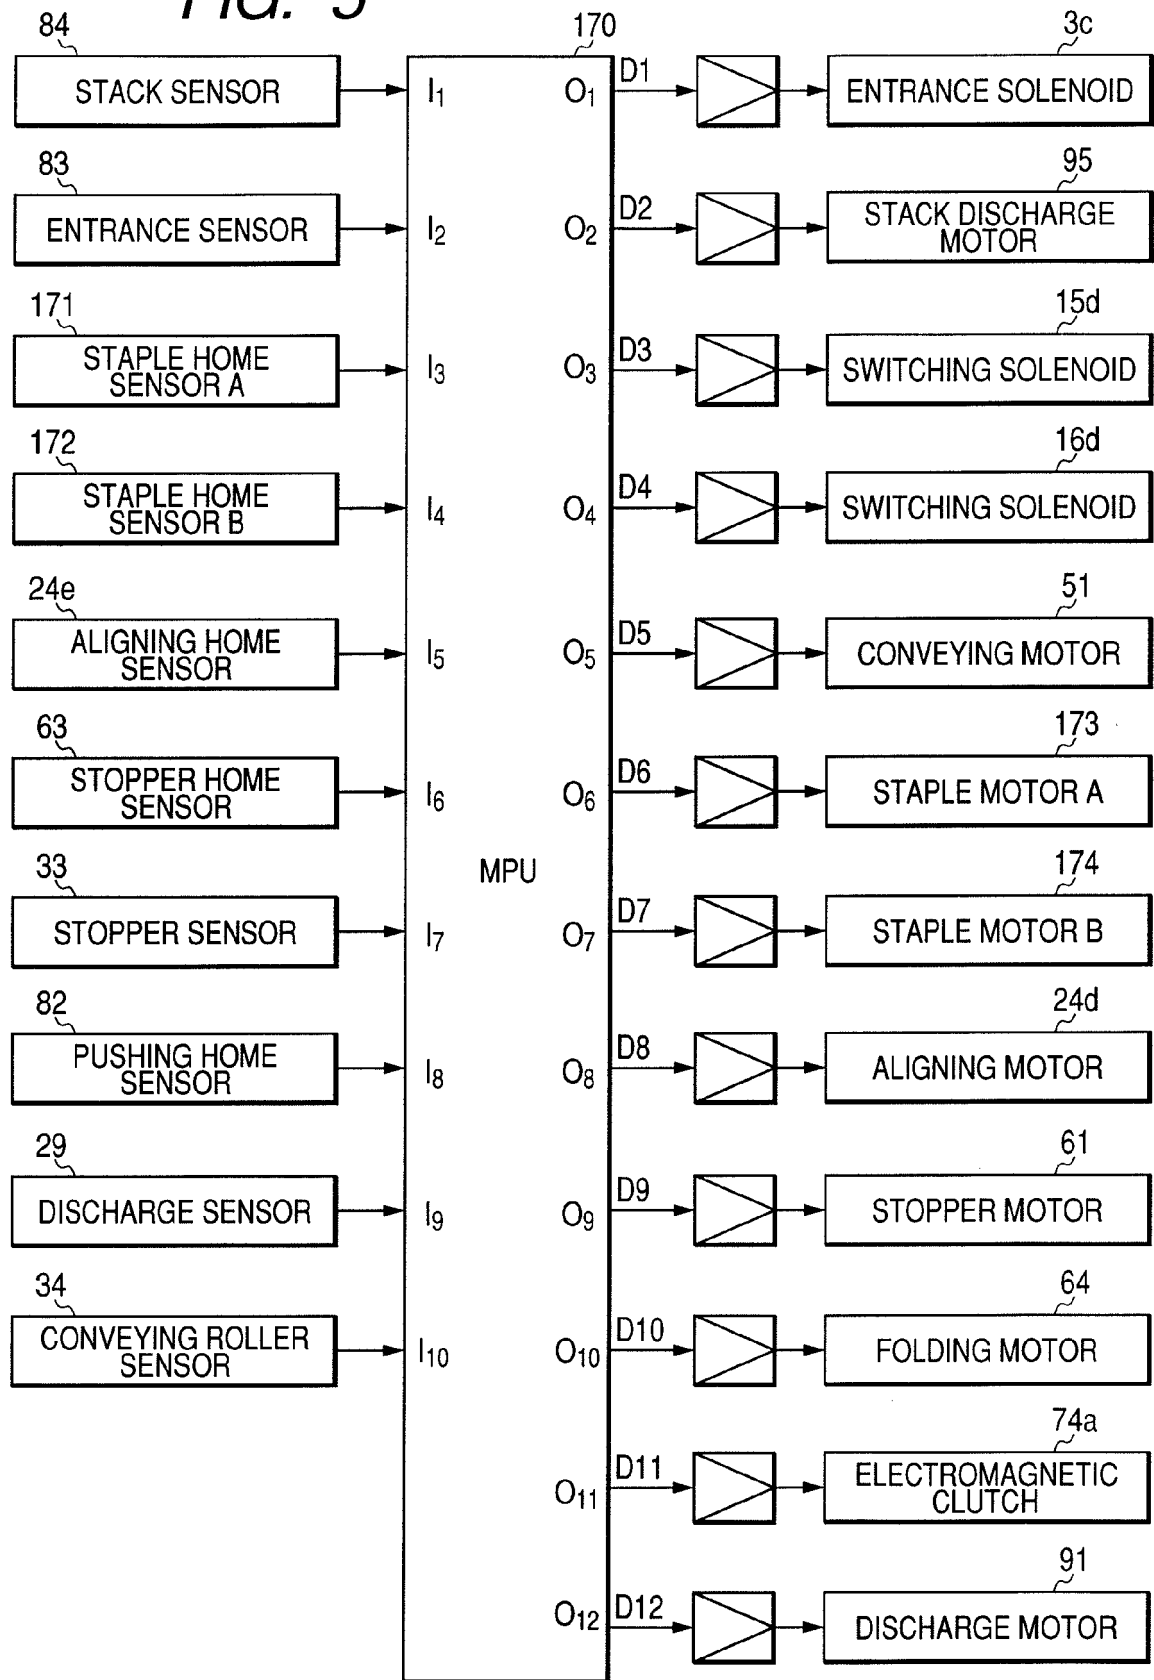 FIG. 5
84 170 3c
STACK SENSOR I1 O1 D1 ENTRANCE SOLENOID
83 95
ENTRANCE SENSOR I2 O2 D2 STACK DISCHARGE
MOTOR
171 15d
STAPLE HOME
SENSOR A I3 O3 D3 SWITCHING SOLENOID
172 16d
STAPLE HOME
SENSOR B I4 O4 D4 SWITCHING SOLENOID
24e 51
ALIGNING HOME
SENSOR I5 O5 D5 CONVEYING MOTOR
63 173
STOPPER HOME
SENSOR I6 O6 D6 STAPLE MOTOR A
MPU
33 174
STOPPER SENSOR I7 O7 D7 STAPLE MOTOR B
82 24d
PUSHING HOME
SENSOR I8 O8 D8 ALIGNING MOTOR
29 61
DISCHARGE SENSOR I9 O9 D9 STOPPER MOTOR
34 64
CONVEYING ROLLER
SENSOR I10 O10 D10 FOLDING MOTOR
74a
O11 D11 ELECTROMAGNETIC
CLUTCH
91
O12 D12 DISCHARGE MOTOR